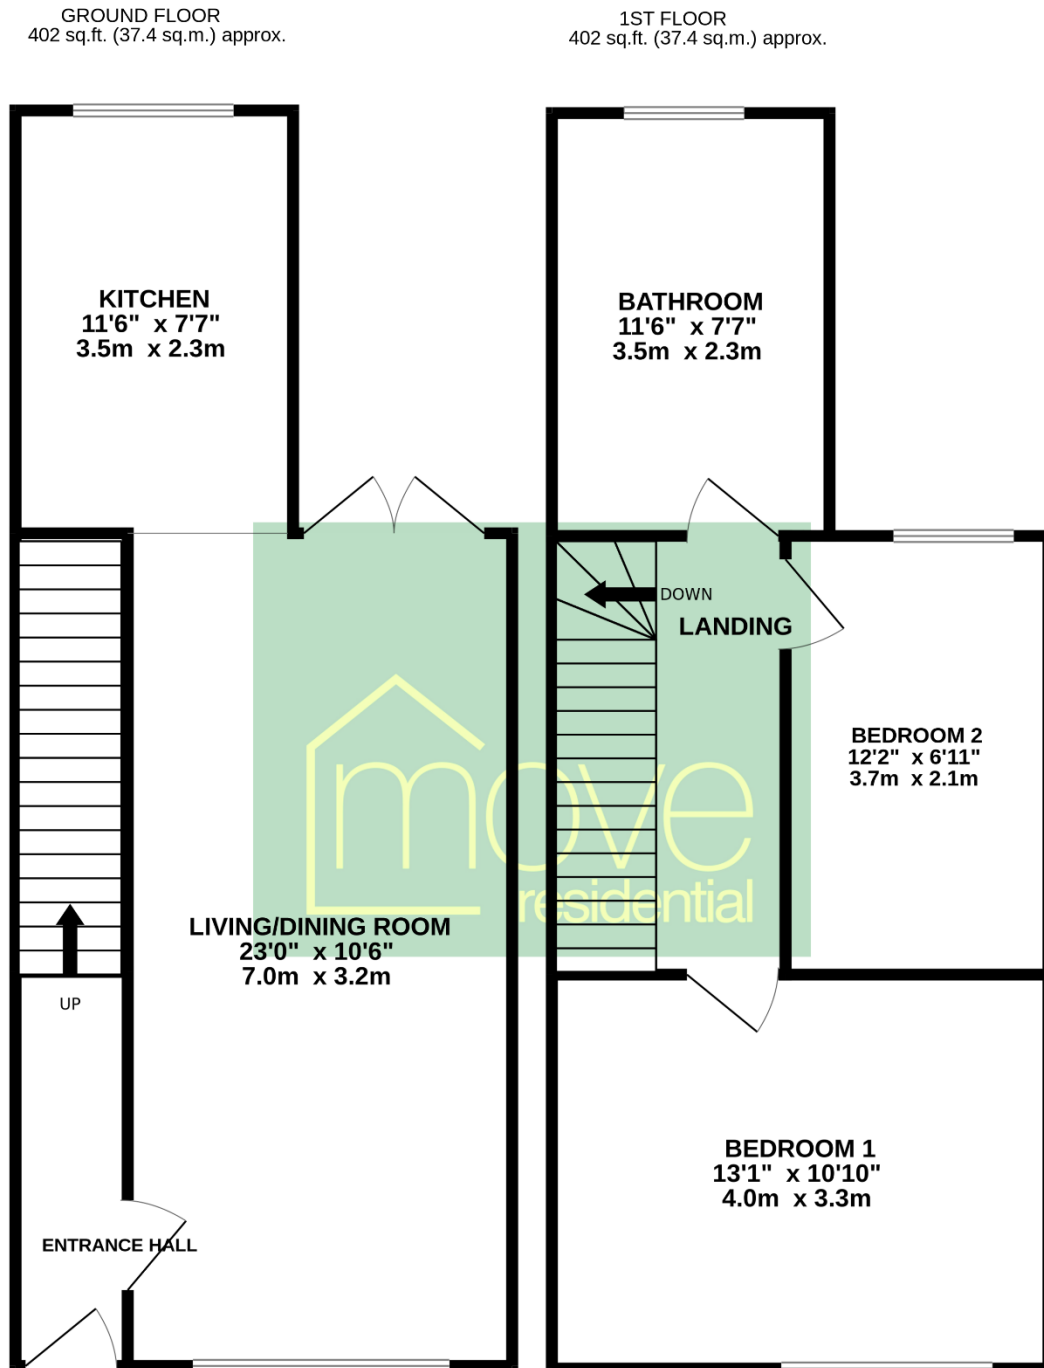 GROUND FLOOR
402 sq.ft. (37.4 sq.m.) approx.
KITCHEN
11'6" x 7'7"
3.5m x 2.3m
LIVING/DINING ROOM
23'0" x 10'6"
7.0m x 3.2m
UP
ENTRANCE HALL
1ST FLOOR
402 sq.ft. (37.4 sq.m.) approx.
BATHROOM
11'6" x 7'7"
3.5m x 2.3m
DOWN
LANDING
BEDROOM 2
12'2" x 6'11"
3.7m x 2.1m
BEDROOM 1
13'1" x 10'10"
4.0m x 3.3m
move
residential